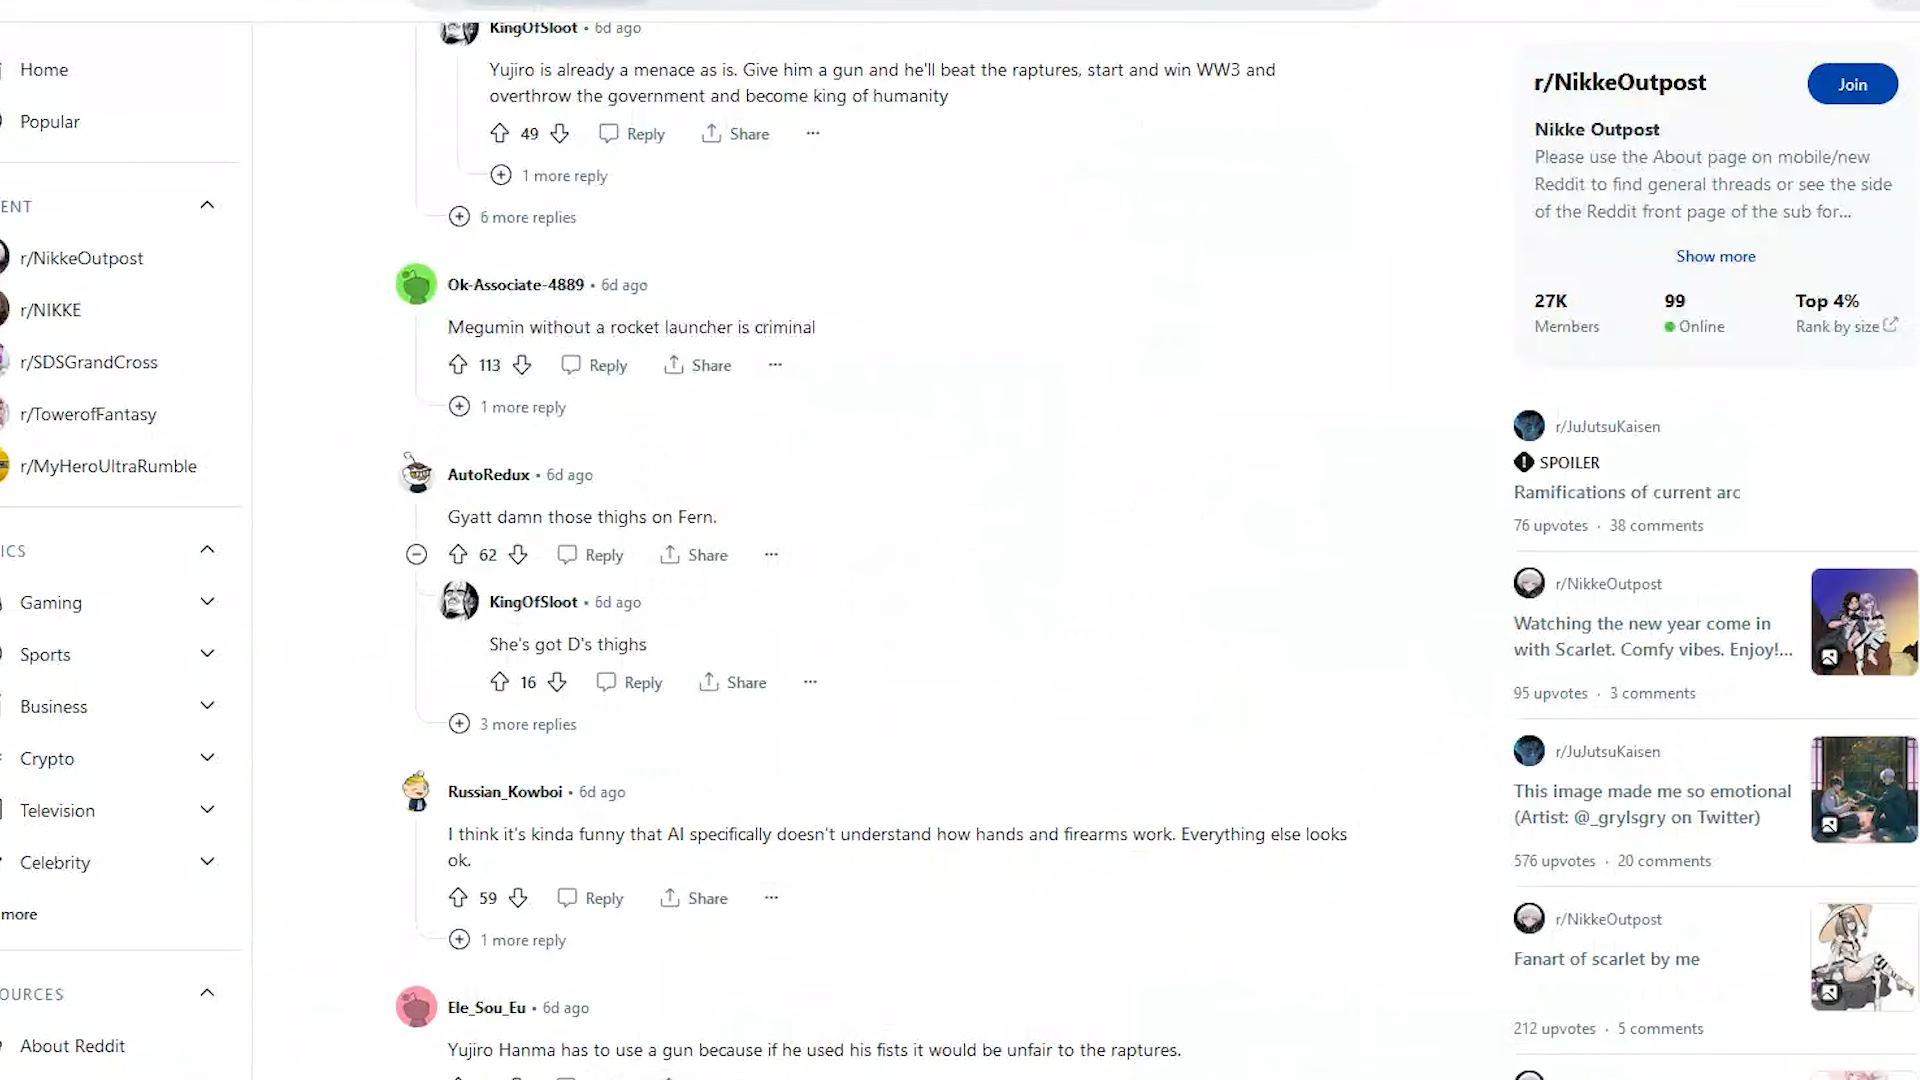 KingOfSloot • 6d ago
Yujiro is already a menace as is. Give him a gun and he'll beat the raptures, start and win WW3 and
overthrow the government and become king of humanity
49 Reply Share ...
1 more reply
6 more replies
Ok-Associate-4889 • 6d ago
Megumin without a rocket launcher is criminal
113 Reply Share ...
1 more reply
AutoRedux • 6d ago
Gyatt damn those thighs on Fern.
62 Reply Share ...
KingOfSloot • 6d ago
She's got D's thighs
16 Reply Share ...
3 more replies
Russian_Kowboi • 6d ago
I think it's kinda funny that AI specifically doesn't understand how hands and firearms work. Everything else looks
ok.
59 Reply Share ...
1 more reply
Ele_Sou_Eu • 6d ago
Yujiro Hanma has to use a gun because if he used his fists it would be unfair to the raptures.
Home
Popular
ENT
r/NikkeOutpost
r/NIKKE
r/SDSGrandCross
r/TowerofFantasy
r/MyHeroUltraRumble
ICS
Gaming
Sports
Business
Crypto
Television
Celebrity
more
OURCES
About Reddit
r/NikkeOutpost
Join
Nikke Outpost
Please use the About page on mobile/new
Reddit to find general threads or see the side
of the Reddit front page of the sub for...
Show more
27K 99 Top 4%
Members Online Rank by size
r/JuJutsuKaisen
SPOILER
Ramifications of current arc
76 upvotes · 38 comments
r/NikkeOutpost
Watching the new year come in
with Scarlet. Comfy vibes. Enjoy!...
95 upvotes · 3 comments
r/JuJutsuKaisen
This image made me so emotional
(Artist: @_grylsgry on Twitter)
576 upvotes · 20 comments
r/NikkeOutpost
Fanart of scarlet by me
212 upvotes · 5 comments